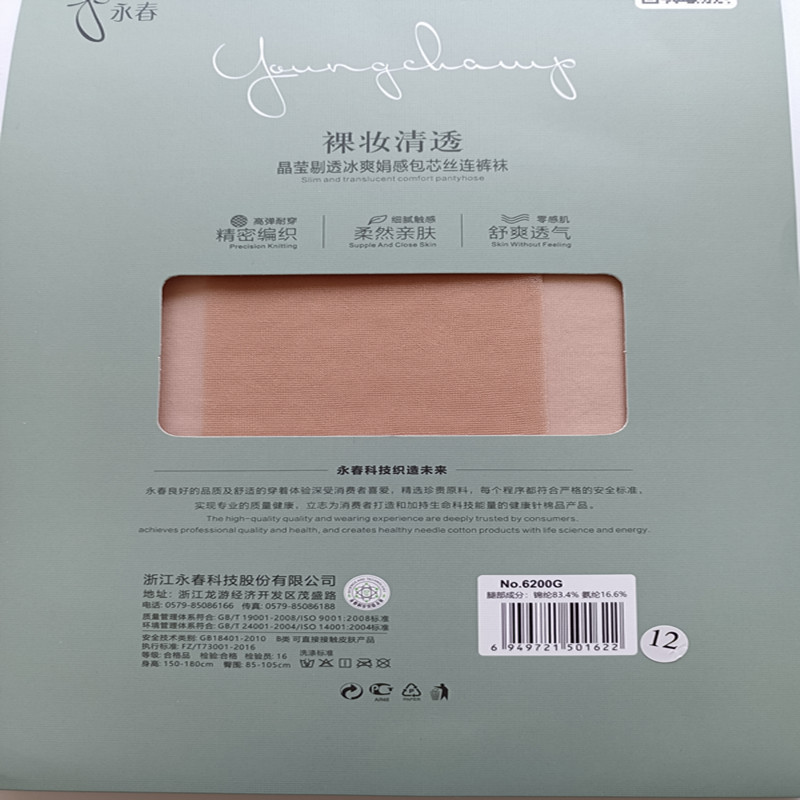 永春
Youngchamp
裸妆清透
晶莹剔透冰爽娟感包芯丝连裤袜
Slim and translucent comfort pantyhose
高弹耐穿
精密编织
Precision Knitting
细腻触感
柔然亲肤
Supple And Close Skin
零感肌
舒爽透气
Skin Without Feeling
永春科技织造未来
永春良好的品质及舒适的穿着体验深受消费者喜爱，精选珍贵原料，每个程序都符合严格的安全标准。
实现专业的质量健康，立志为消费者打造和加持生命科技能量的健康针棉品产品。
The high-quality quality and wearing experience are deeply trusted by consumers.
achieves professional quality and health, and creates healthy needle cotton products with life science and energy.
浙江永春科技股份有限公司
地址：浙江龙游经济开发区茂盛路
电话：0579-85086166 传真：0579-85086188
质量管理体系符合：GB/T 19001-2008/ISO 9001:2008标准
环境管理体系符合：GB/T 24001-2004/ISO 14001:2004标准
安全技术类别：GB18401-2010 B类 可直接接触皮肤产品
执行标准：FZ/T73001-2016
等级：合格品 检验合格 检验员：16
身高：150-180cm 臀围：85-105cm
洗涤标准
No.6200G
腿部成分：锦纶83.4% 氨纶16.6%
6 949721 501622
12